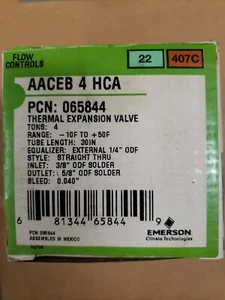 FLOW
CONTROLS
22
407C
AACEB 4 HCA
PCN: 065844
THERMAL EXPANSION VALVE
TONS: 4
RANGE: -10F TO +50F
TUBE LENGTH: 30IN
EQUALIZER: EXTERNAL 1/4" ODF
STYLE: STRAIGHT THRU
INLET: 3/8" ODF SOLDER
OUTLET: 5/8" ODF SOLDER
BLEED: 0.040"
6 81344 65844 9
PCN:065844
ASSEMBLED IN MEXICO
EMERSON
Climate Technologies